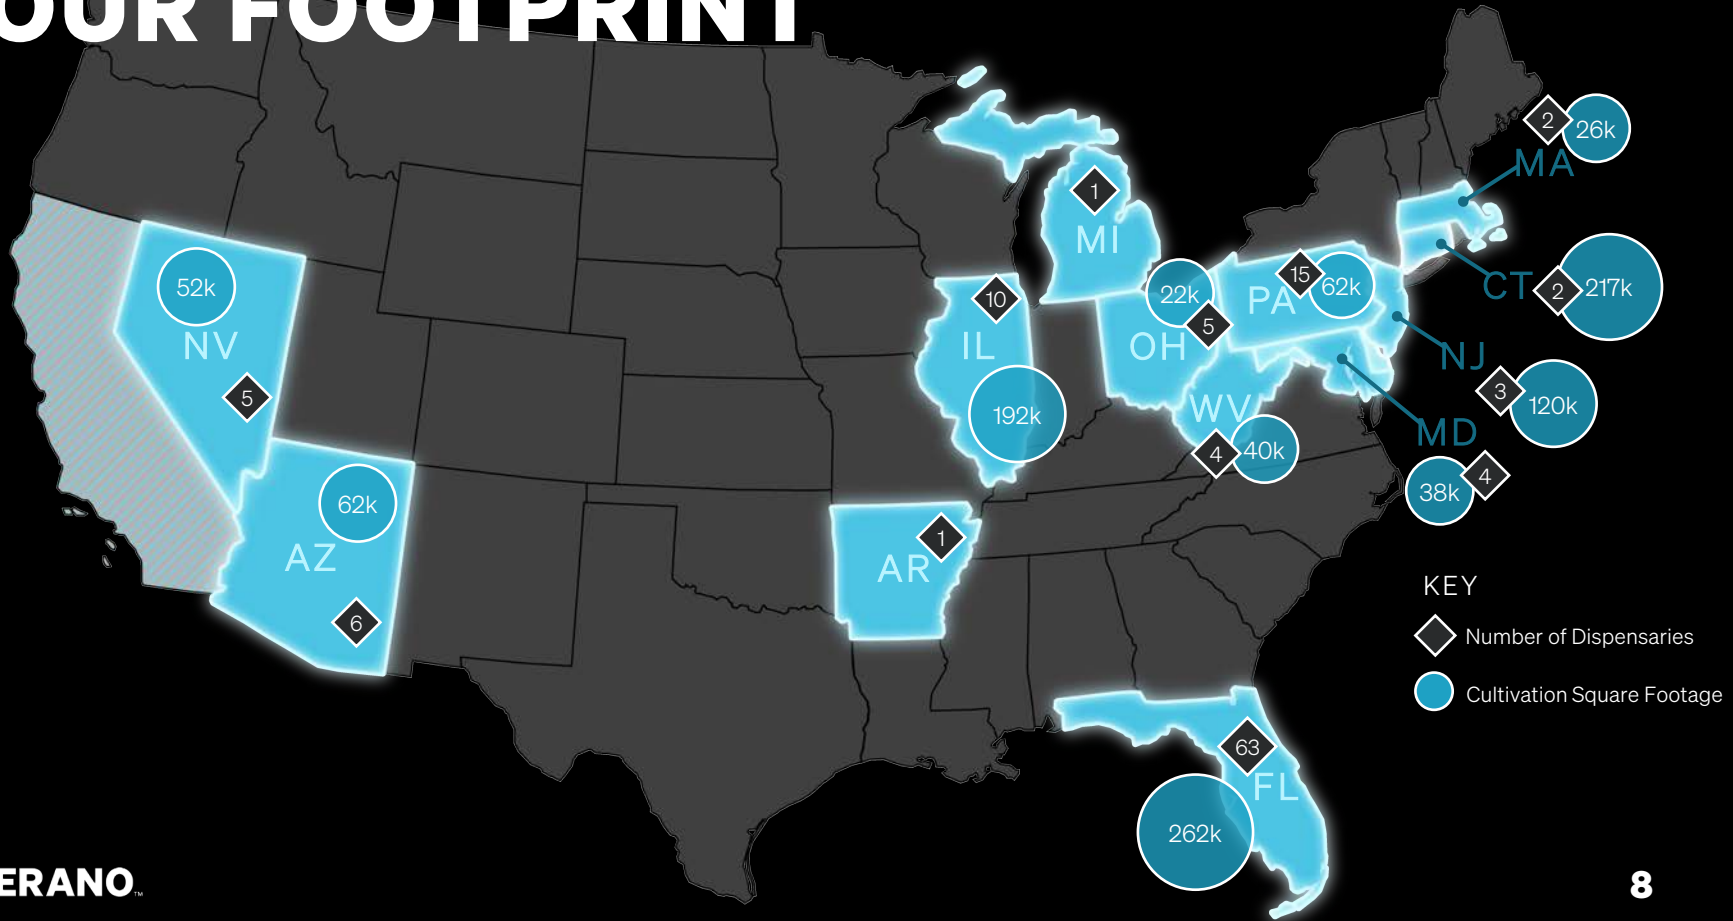 OUR FOOTPRINT
2
26k
MA
1
MI
52k
NV
5
10
IL
192k
22k
5
OH
15
62k
PA
CT
2
217k
NJ
3
120k
MD
38k
4
WV
4
40k
62k
AZ
6
1
AR
63
FL
262k
KEY
Number of Dispensaries
Cultivation Square Footage
ERANO™
8